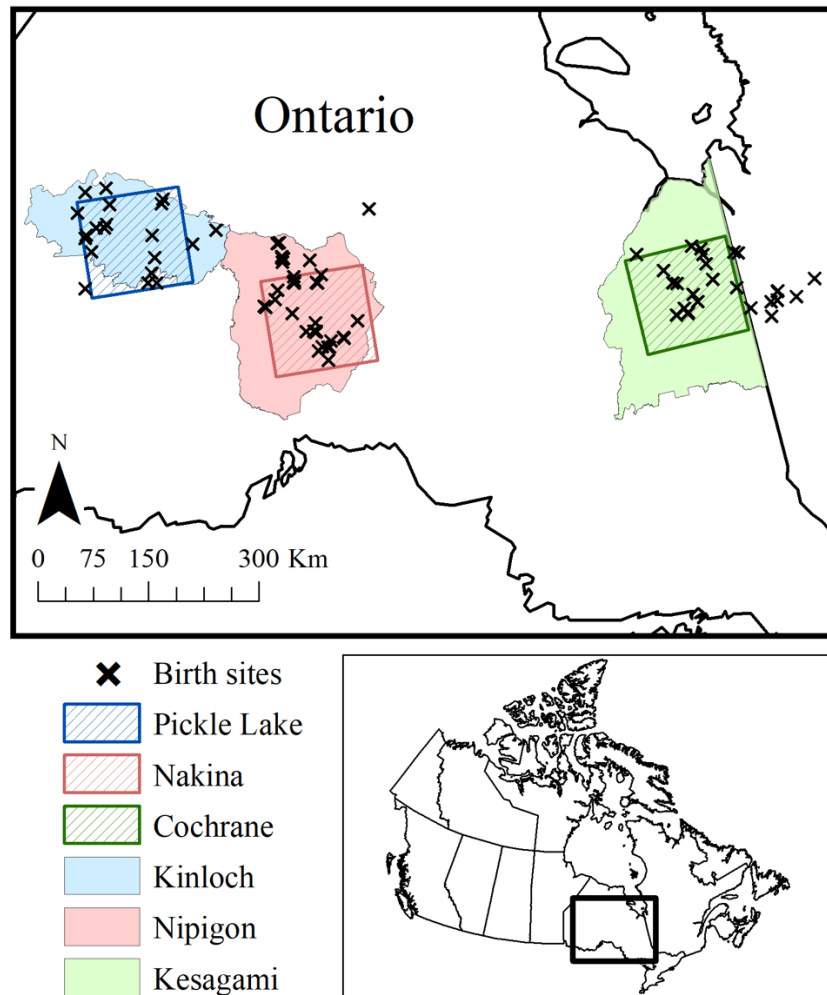 Ontario
N
0 75 150 300 Km
Birth sites
Pickle Lake
Nakina
Cochrane
Kinloch
Nipigon
Kesagami